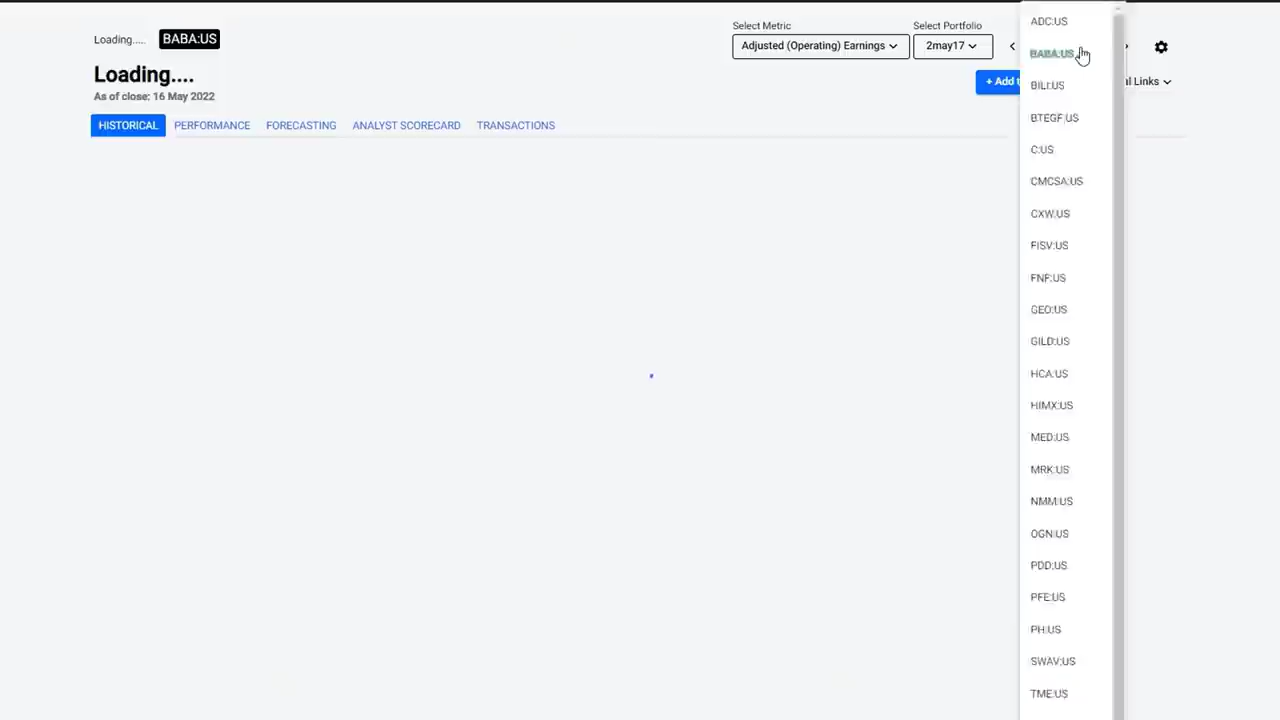 Loading.....
BABA:US
Select Metric
Adjusted (Operating) Earnings
Select Portfolio
2may17
Loading....
As of close: 16 May 2022
+ Add t
l Links
HISTORICAL
PERFORMANCE
FORECASTING
ANALYST SCORECARD
TRANSACTIONS
ADC:US
BABA:US
BILI:US
BTEGF:US
C:US
CMCSA:US
CXW:US
FISV:US
FNF:US
GEO:US
GILD:US
HCA:US
HIMX:US
MED:US
MRK:US
NMM:US
OGN:US
PDD:US
PFE:US
PH:US
SWAV:US
TME:US